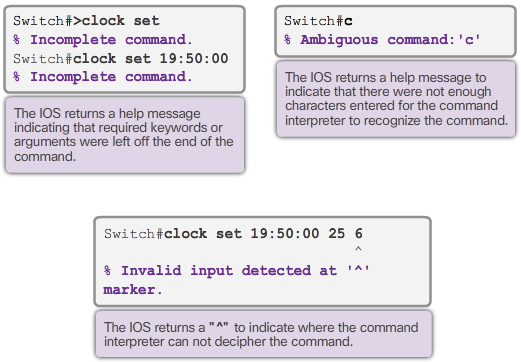 Switch#>clock set
% Incomplete command.
Switch#clock set 19:50:00
% Incomplete command.
The IOS returns a help message
indicating that required keywords or
arguments were left off the end of the
command.
Switch#c
% Ambiguous command:'c'
The IOS returns a help message to
indicate that there were not enough
characters entered for the command
interpreter to recognize the command.
Switch#clock set 19:50:00 25 6
^
% Invalid input detected at '^'
marker.
The IOS returns a "^" to indicate where the command
interpreter can not decipher the command.